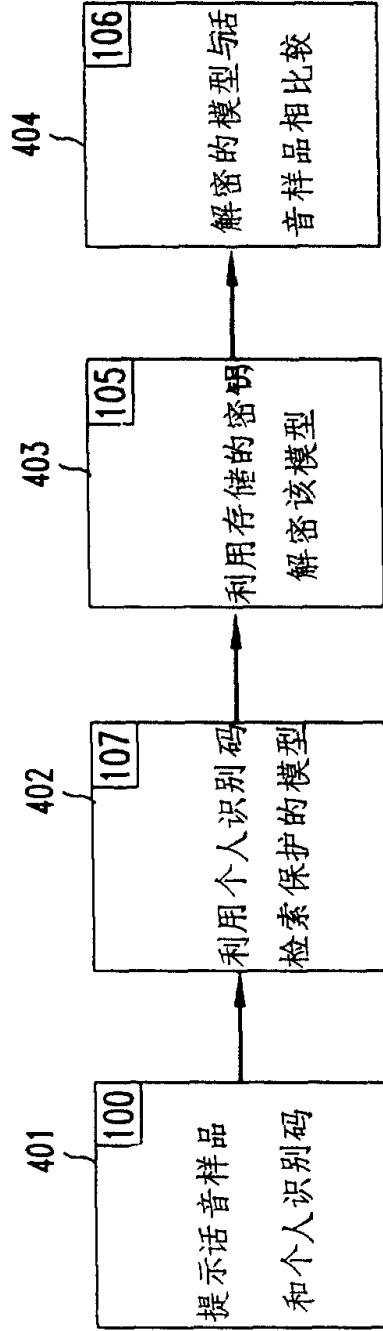 401
100
提示话音样品
和个人识别码
402
107
利用个人识别码
检索保护的模型
403
105
利用存储的密钥
解密该模型
404
106
解密的模型与话
音样品相比较